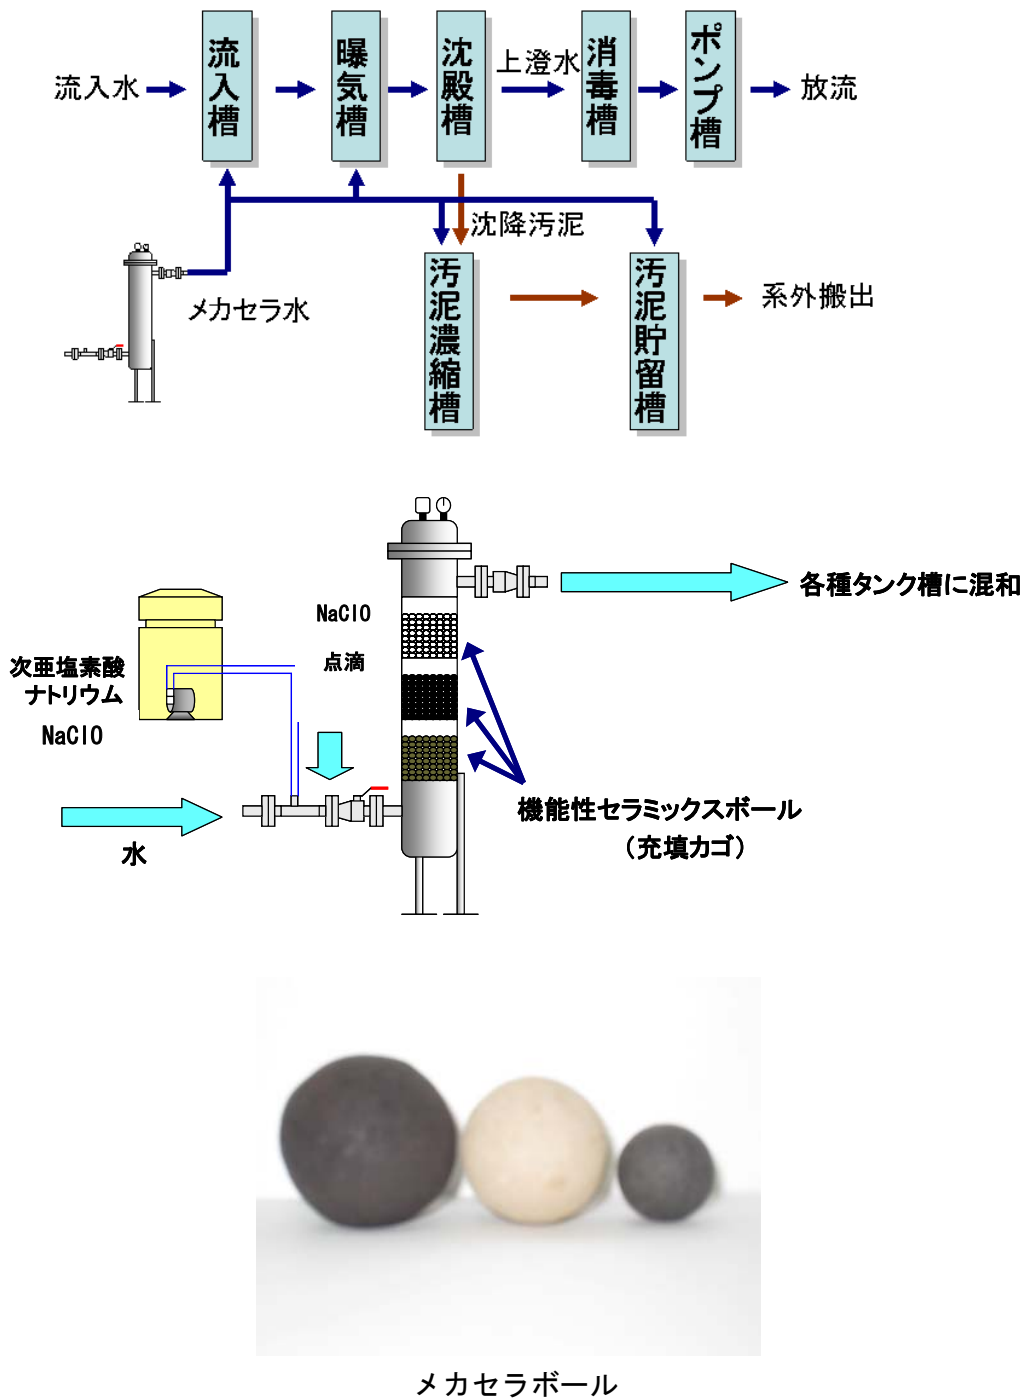 流入水
流入槽
曝気槽
沈殿槽
上澄水
消毒槽
ポンプ槽
放流
沈降汚泥
メカセラ水
汚泥濃縮槽
汚泥貯留槽
系外搬出
各種タンク槽に混和
NaClO
点滴
次亜塩素酸
ナトリウム
NaClO
水
機能性セラミックスボール
（充填カゴ）
メカセラボール